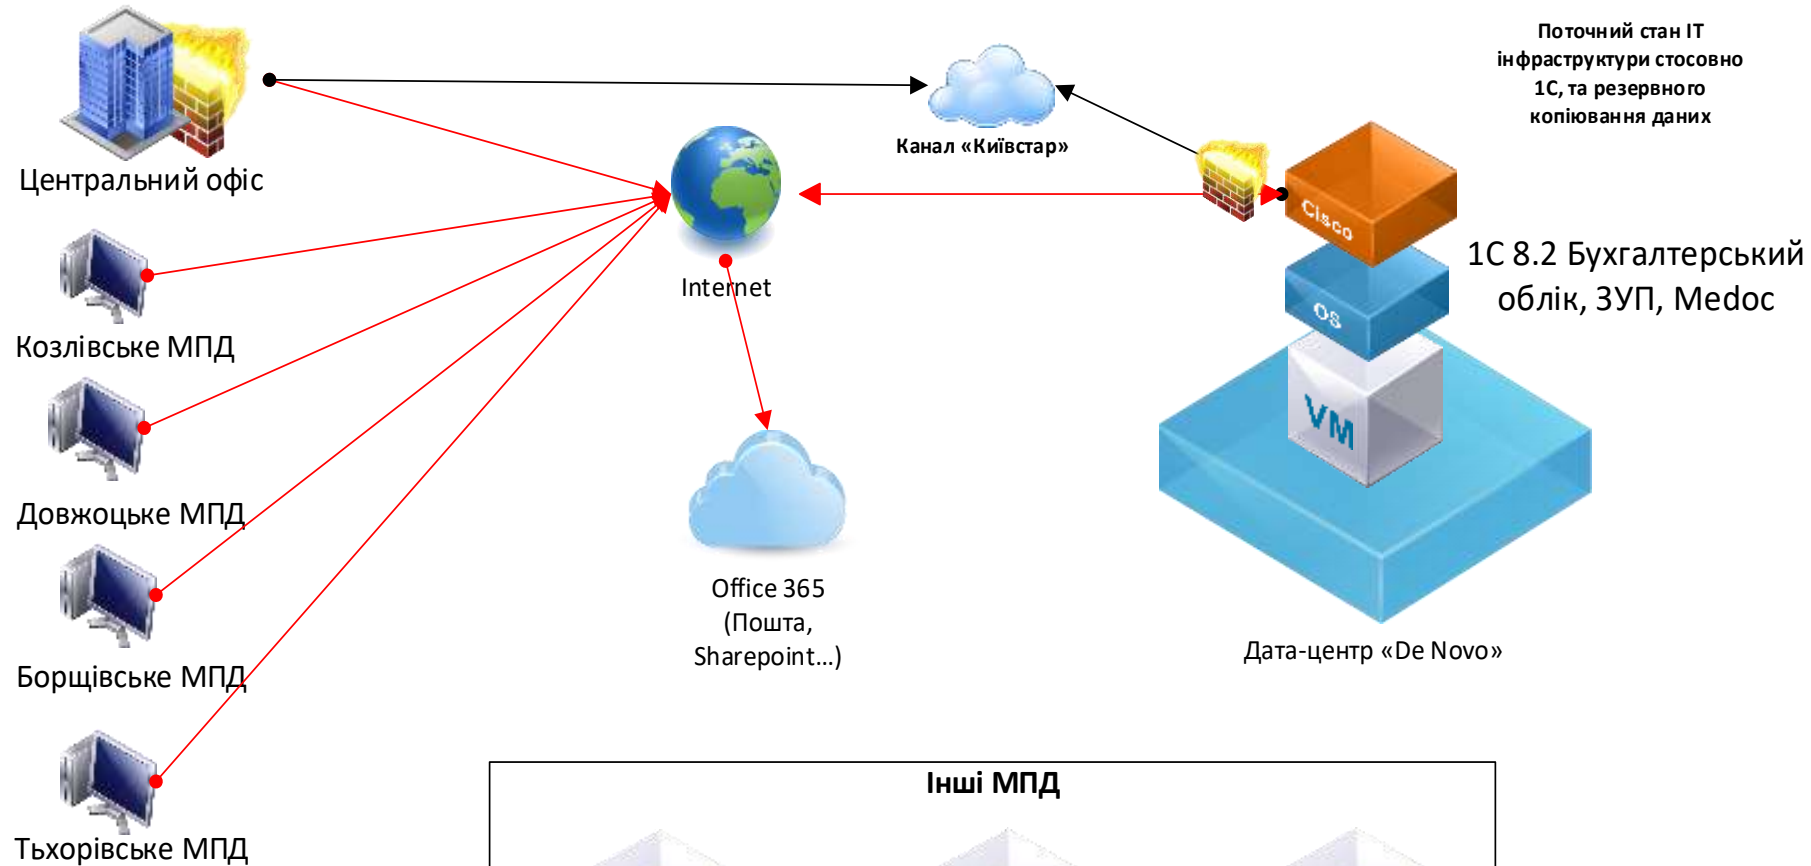 Поточний стан ІТ
інфраструктури стосовно
1С, та резервного
копіювання даних
Канал «Київстар»
Центральний офіс
Cisco
1С 8.2 Бухгалтерський
облік, ЗУП, Medoc
Internet
OS
Козлівське МПД
VM
Довжоцьке МПД
Office 365
(Пошта,
Sharepoint...)
Дата-центр «De Novo»
Борщівське МПД
Інші МПД
Тьхорівське МПД